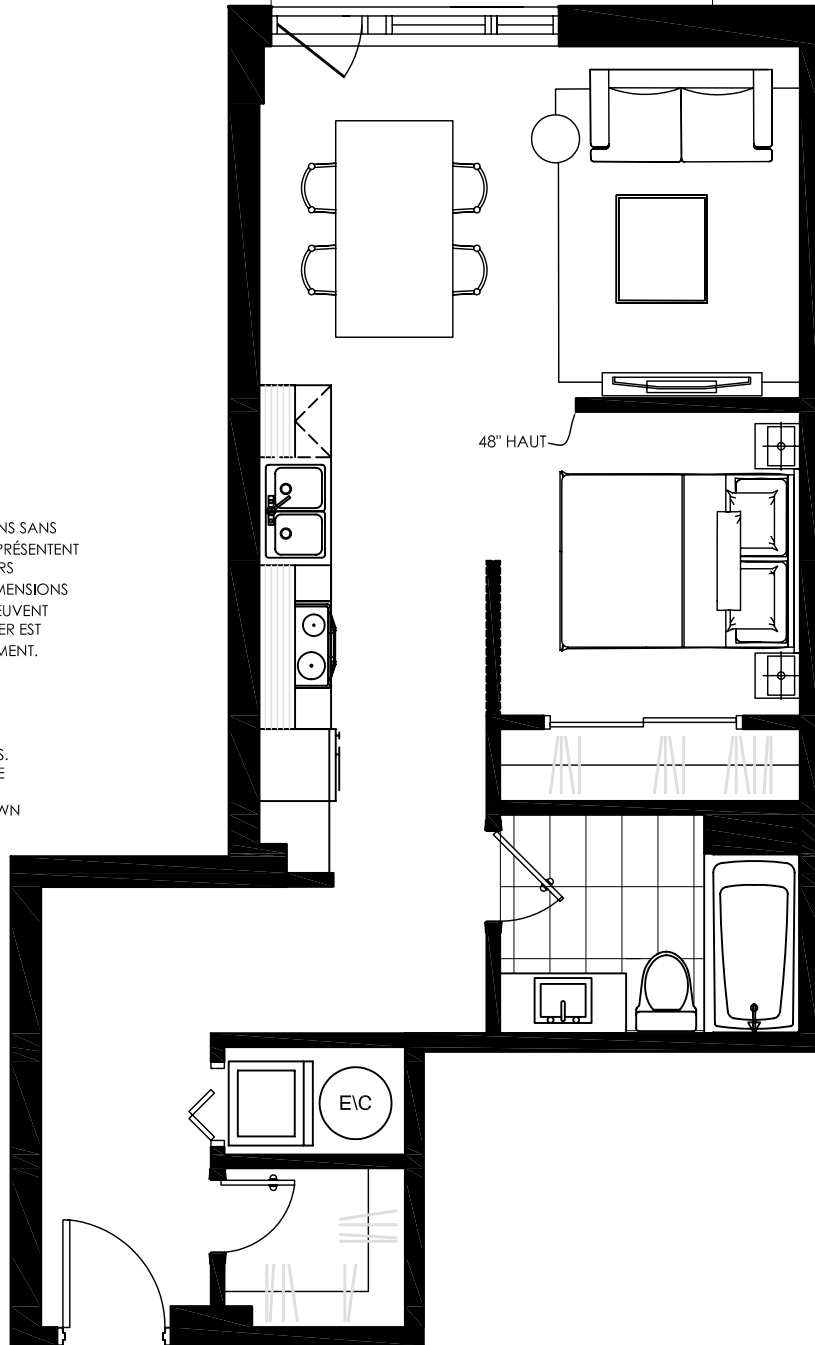 48" HAUT
NS SANS
PRÉSENTENT
RS
MENSIONS
EUVENT
ER EST
MENT.
S.
E
WN
E\C